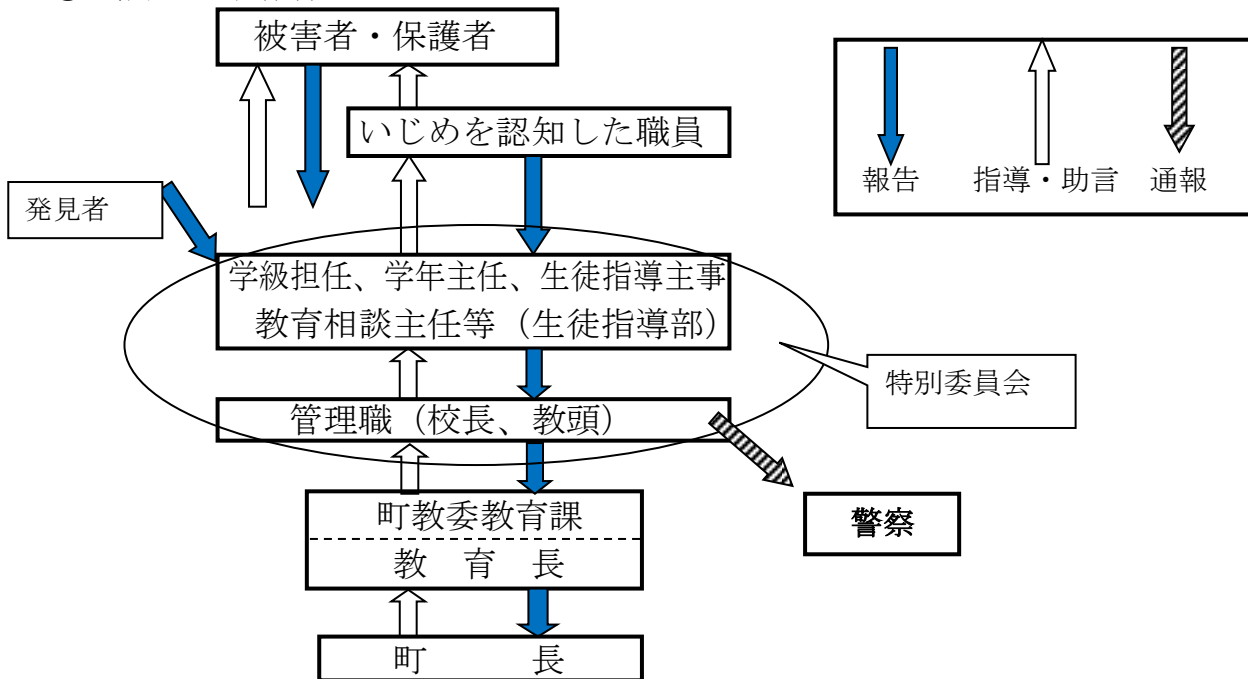 被害者・保護者
いじめを認知した職員
報告
指導・助言
通報
発見者
学級担任、学年主任、生徒指導主事
教育相談主任等（生徒指導部）
特別委員会
管理職（校長、教頭）
町教委教育課
警察
教　育　長
町　　長